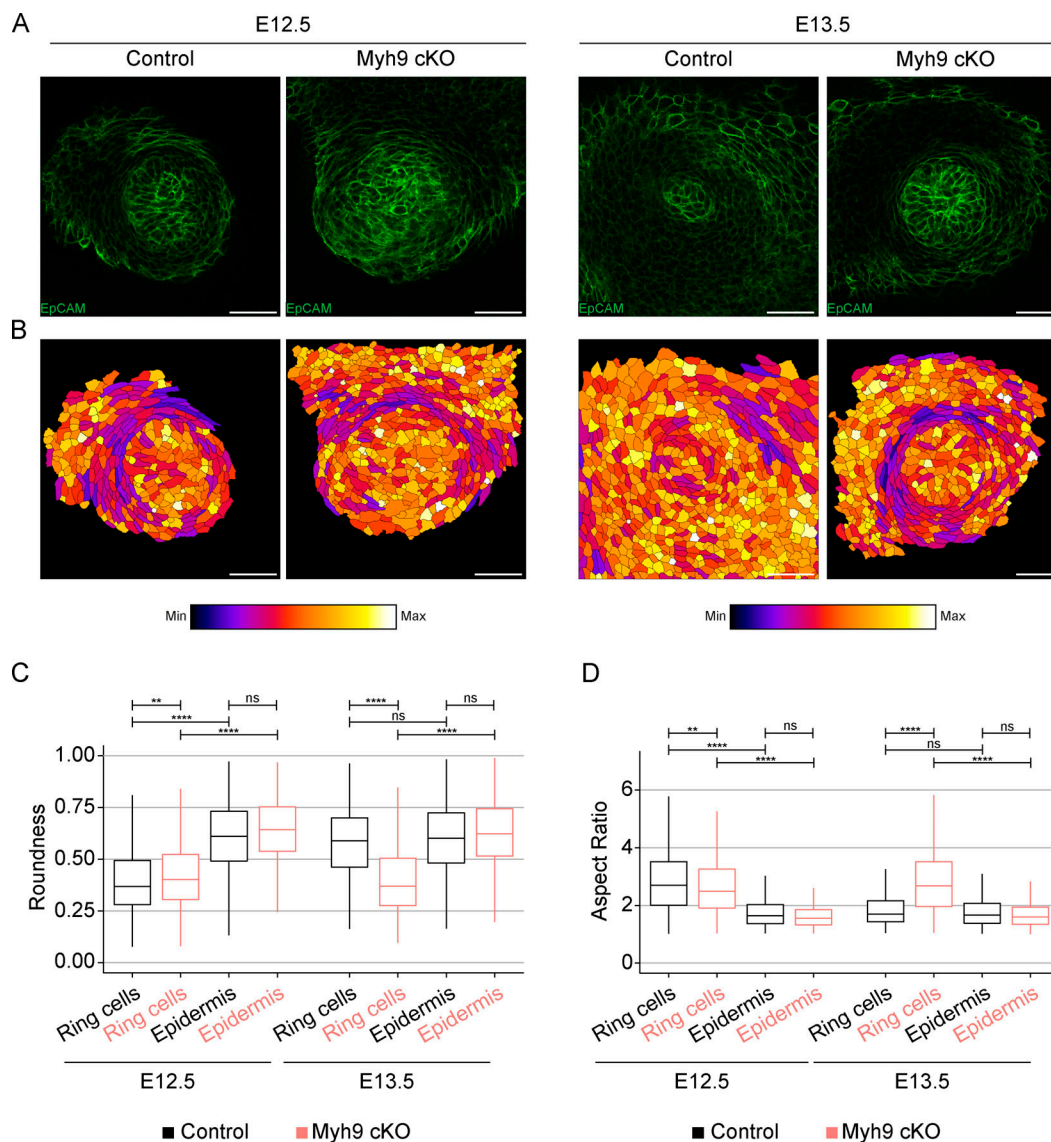 A
E12.5
E13.5
Control
Myh9 cKO
Control
Myh9 cKO
EpCAM
EpCAM
EpCAM
EpCAM
B
Min
Max
Min
Max
C
D
** ns **** ns
**** ns
**** ****
1.00
0.75
0.50
0.25
0.00
Roundness
Ring cells
Ring cells
Epidermis
Epidermis
Ring cells
Ring cells
Epidermis
Epidermis
E12.5
E13.5
Control
Myh9 cKO
** ns **** ns
**** ns
**** ****
6
4
2
0
Aspect Ratio
Ring cells
Ring cells
Epidermis
Epidermis
Ring cells
Ring cells
Epidermis
Epidermis
E12.5
E13.5
Control
Myh9 cKO